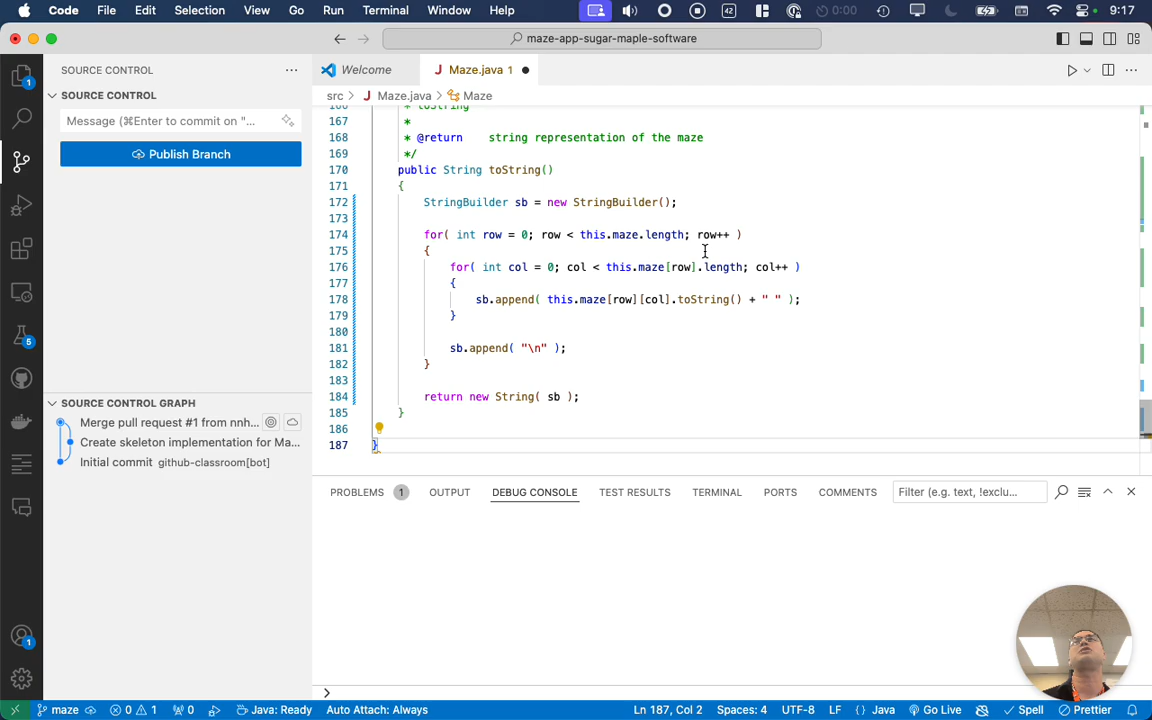 Code File Edit Selection View Go Run Terminal Window Help 42 0:00 9:17
maze-app-sugar-maple-software
SOURCE CONTROL
Welcome
J Maze.java 1
src > J Maze.java > Maze
SOURCE CONTROL
Message (⌘Enter to commit on "...
Publish Branch
166 * toString
167 *
168 * @return string representation of the maze
169 */
170 public String toString()
171 {
172 StringBuilder sb = new StringBuilder();
173
174 for( int row = 0; row < this.maze.length; row++ )
175 {
176 for( int col = 0; col < this.maze[row].length; col++ )
177 {
178 sb.append( this.maze[row][col].toString() + " " );
179 }
180
181 sb.append( "\n" );
182 }
183
184 return new String( sb );
185 }
186
187 }
1
5
1
SOURCE CONTROL GRAPH
Merge pull request #1 from nnh...
Create skeleton implementation for Ma...
Initial commit github-classroom[bot]
PROBLEMS 1 OUTPUT DEBUG CONSOLE TEST RESULTS TERMINAL PORTS COMMENTS Filter (e.g. text, !exclu...
>
maze 0 1 0 Java: Ready Auto Attach: Always Ln 187, Col 2 Spaces: 4 UTF-8 LF {} Java Go Live Spell Prettier